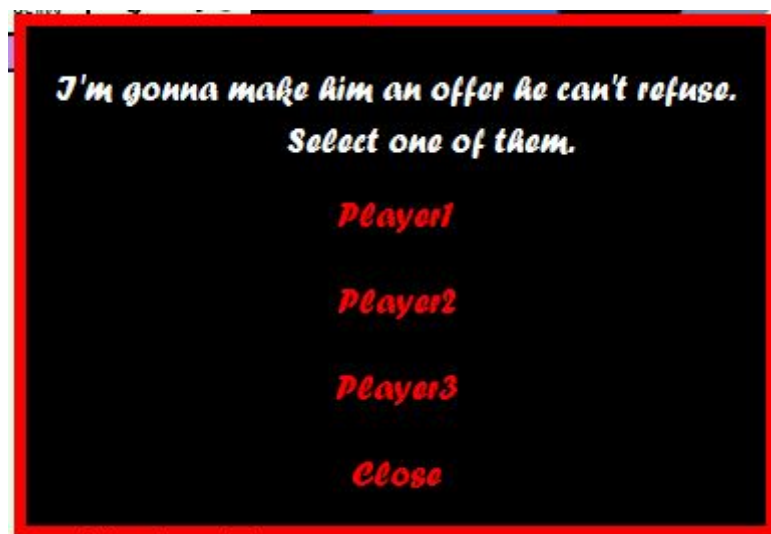 I'm gonna make him an offer he can't refuse.
Select one of them.
Player1
Player2
Player3
Close